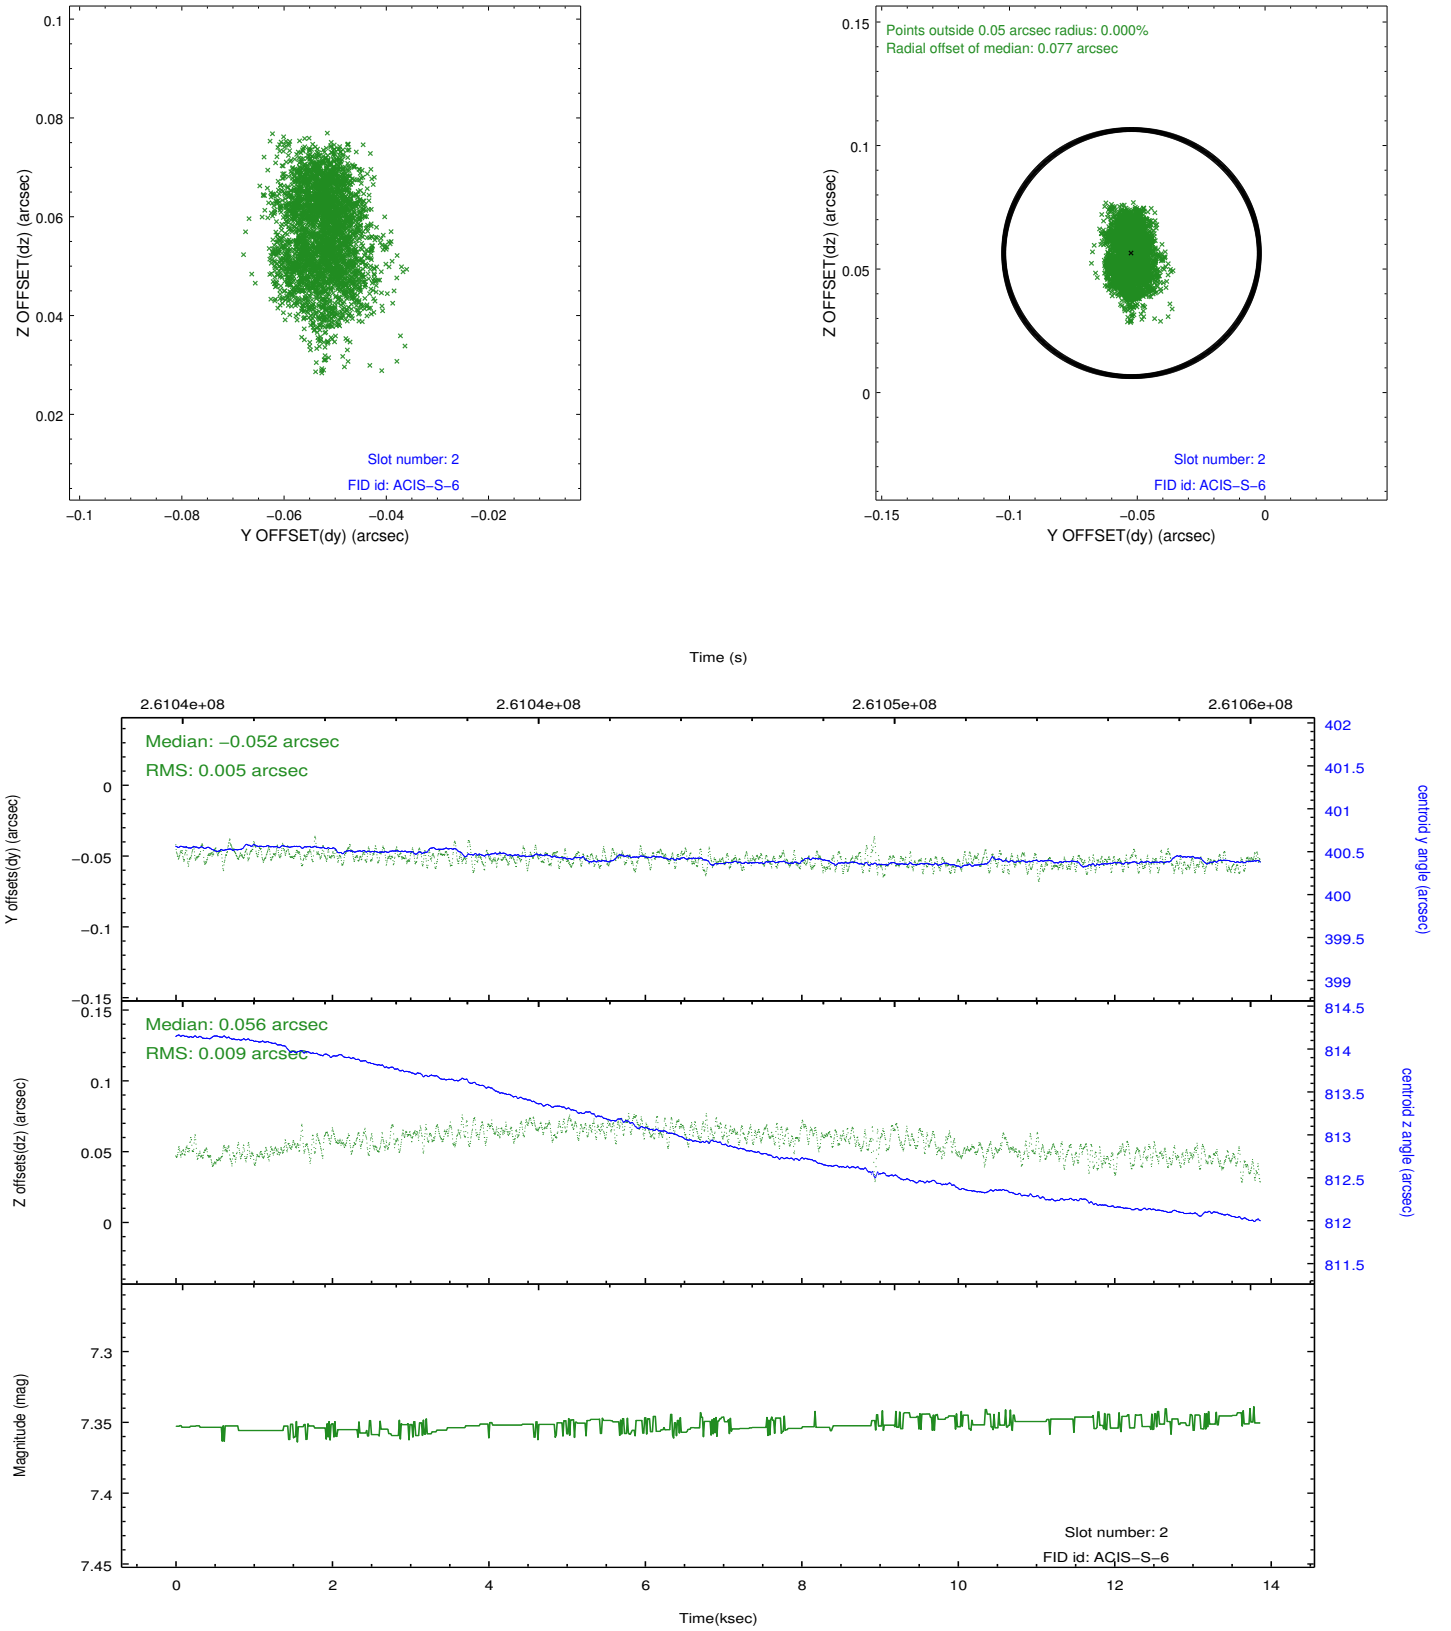 0.1
0.08
0.06
0.04
0.02
Z OFFSET(dz) (arcsec)
Slot number: 2
FID id: ACIS−S−6
−0.1
−0.08
−0.06
−0.04
−0.02
Y OFFSET(dy) (arcsec)
Points outside 0.05 arcsec radius: 0.000%
Radial offset of median: 0.077 arcsec
0.15
0.1
0.05
0
Z OFFSET(dz) (arcsec)
Slot number: 2
FID id: ACIS−S−6
−0.15
−0.1
−0.05
0
Y OFFSET(dy) (arcsec)
Time (s)
2.6104e+08
2.6104e+08
2.6105e+08
2.6106e+08
Median: −0.052 arcsec
RMS: 0.005 arcsec
0
−0.05
−0.1
−0.15
Y offsets(dy) (arcsec)
402
401.5
401
400.5
400
399.5
399
centroid y angle (arcsec)
Median: 0.056 arcsec
RMS: 0.009 arcsec
0.15
0.1
0.05
0
Z offsets(dz) (arcsec)
814.5
814
813.5
813
812.5
812
811.5
centroid z angle (arcsec)
7.3
7.35
7.4
7.45
Magnitude (mag)
Slot number: 2
FID id: ACIS−S−6
0
2
4
6
8
10
12
14
Time(ksec)